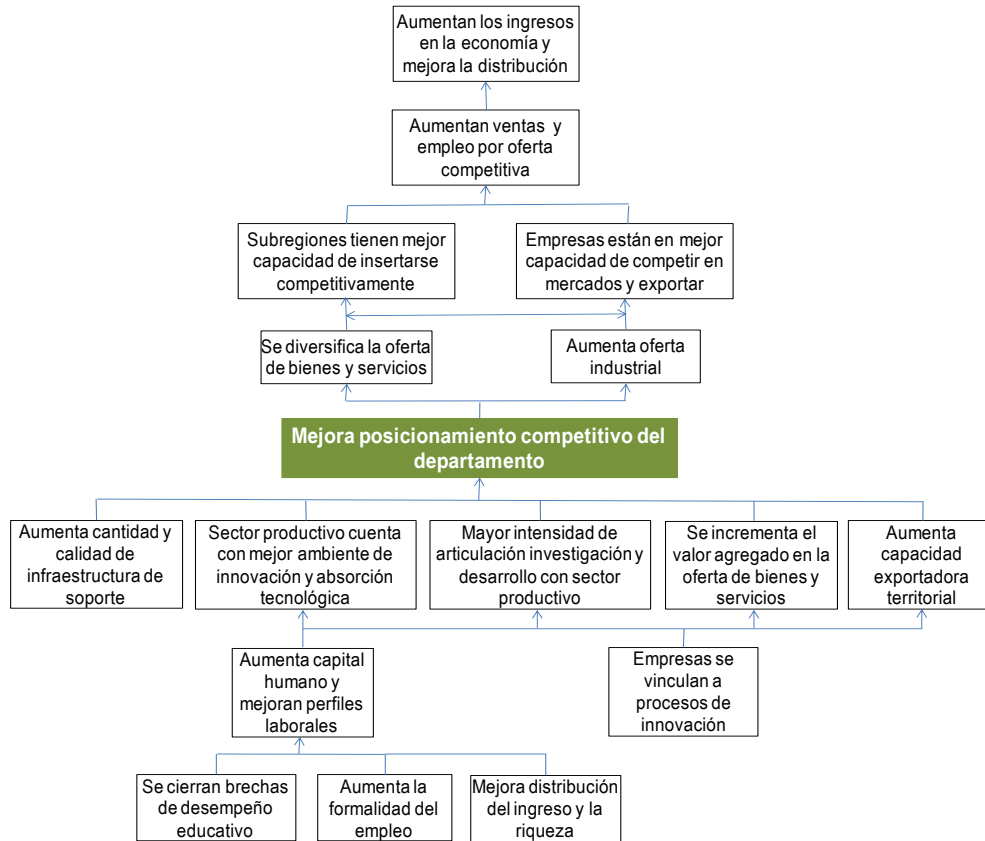 Aumentan los ingresos
en la economía y
mejora la distribución
Aumentan ventas y
empleo por oferta
competitiva
Subregiones tienen mejor
capacidad de insertarse
competitivamente
Empresas están en mejor
capacidad de competir en
mercados y exportar
Se diversifica la oferta
de bienes y servicios
Aumenta oferta
industrial
Mejora posicionamiento competitivo del
departamento
Aumenta cantidad y
calidad de
infraestructura de
soporte
Sector productivo cuenta
con mejor ambiente de
innovación y absorción
tecnológica
Mayor intensidad de
articulación investigación y
desarrollo con sector
productivo
Se incrementa el
valor agregado en la
oferta de bienes y
servicios
Aumenta
capacidad
exportadora
territorial
Aumenta capital
humano y
mejoran perfiles
laborales
Empresas se
vinculan a
procesos de
innovación
Se cierran brechas
de desempeño
educativo
Aumenta la
formalidad del
empleo
Mejora distribución
del ingreso y la
riqueza